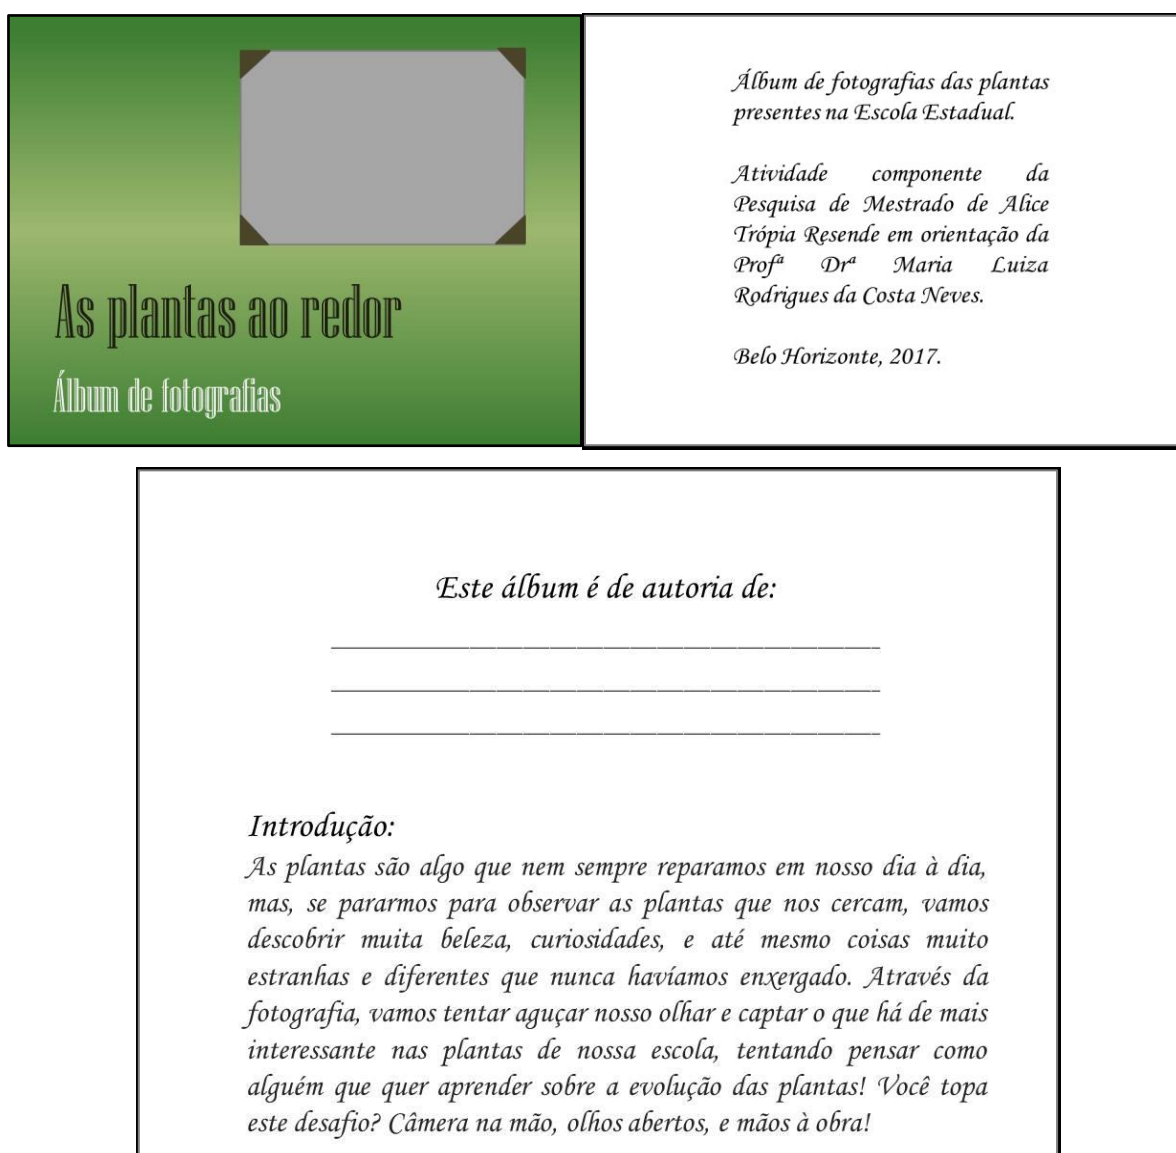 As plantas ao redor
Álbum de fotografias
Álbum de fotografias das plantas
presentes na Escola Estadual.
Atividade componente da
Pesquisa de Mestrado de Alice
Trópia Resende em orientação da
Profª Drª Maria Luiza
Rodrigues da Costa Neves.
Belo Horizonte, 2017.
Este álbum é de autoria de:
Introdução:
As plantas são algo que nem sempre reparamos em nosso dia à dia,
mas, se pararmos para observar as plantas que nos cercam, vamos
descobrir muita beleza, curiosidades, e até mesmo coisas muito
estranhas e diferentes que nunca havíamos enxergado. Através da
fotografia, vamos tentar aguçar nosso olhar e captar o que há de mais
interessante nas plantas de nossa escola, tentando pensar como
alguém que quer aprender sobre a evolução das plantas! Você topa
este desafio? Câmera na mão, olhos abertos, e mãos à obra!